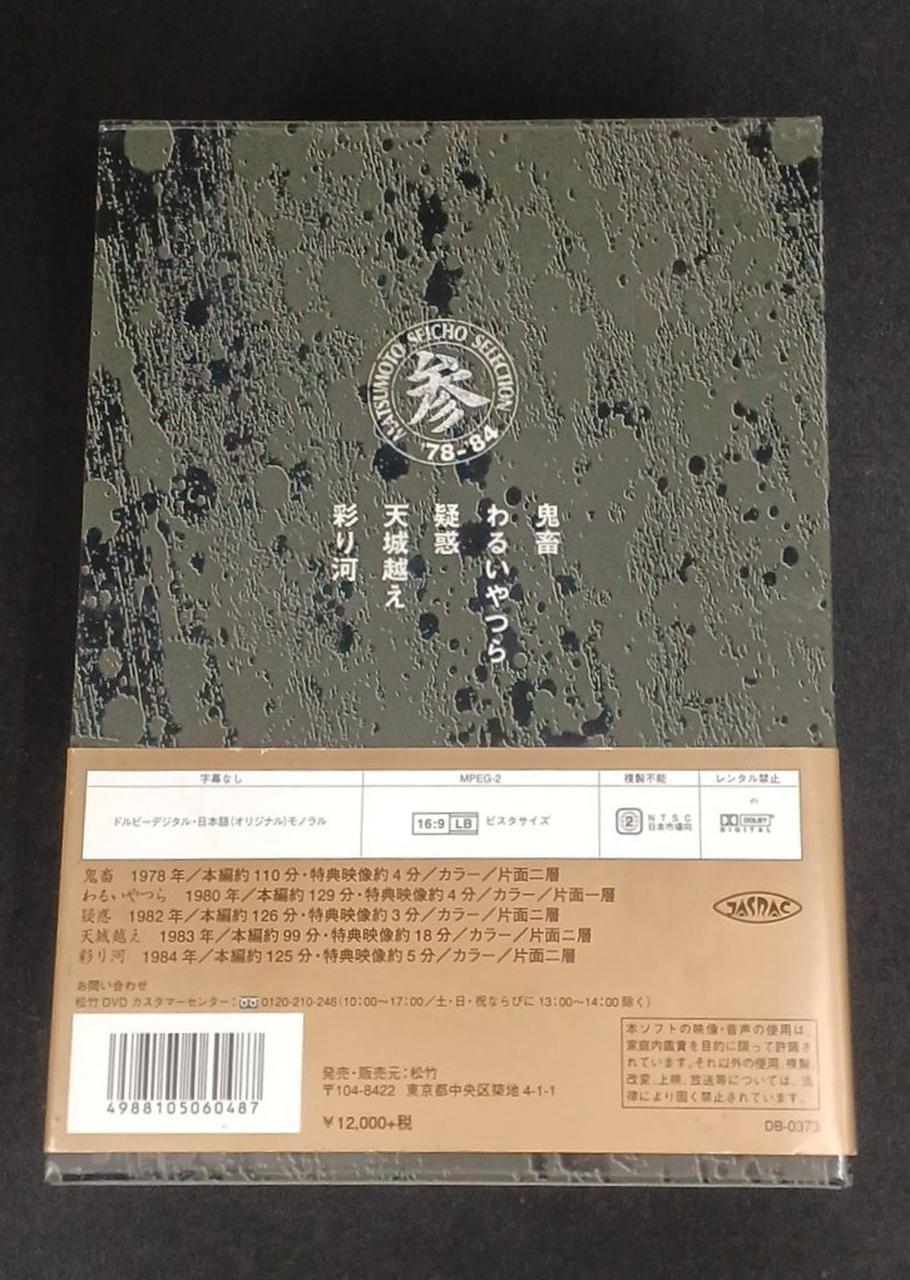 MATSUMOTO SEICHO SELECTION
参
'78-'84
鬼畜
わるいやつら
疑惑
天城越え
彩り河
字幕なし
MPEG-2
複製不能
レンタル禁止
ドルビーデジタル・日本語(オリジナル)モノラル
16:9 LB ビスタサイズ
2 NTSC
日本市場向
DOLBY
DIGITAL
鬼畜 1978年/本編約110分・特典映像約4分/カラー/片面二層
わるいやつら 1980年/本編約129分・特典映像約4分/カラー/片面一層
疑惑 1982年/本編約126分・特典映像約3分/カラー/片面二層
天城越え 1983年/本編約99分・特典映像約18分/カラー/片面二層
彩り河 1984年/本編約125分・特典映像約5分/カラー/片面二層
JASRAC
お問い合わせ
松竹DVDカスタマーセンター:0120-210-246(10:00〜17:00/土・日・祝ならびに13:00〜14:00除く)
4988105060487
発売・販売元:松竹
〒104-8422 東京都中央区築地4-1-1
¥12,000+税
本ソフトの映像・音声の使用は、
家庭内鑑賞を目的に限って許諾さ
れています。それ以外の使用、複製
改変、上映、放送等については、法
律により固く禁止されています。
DB-0373